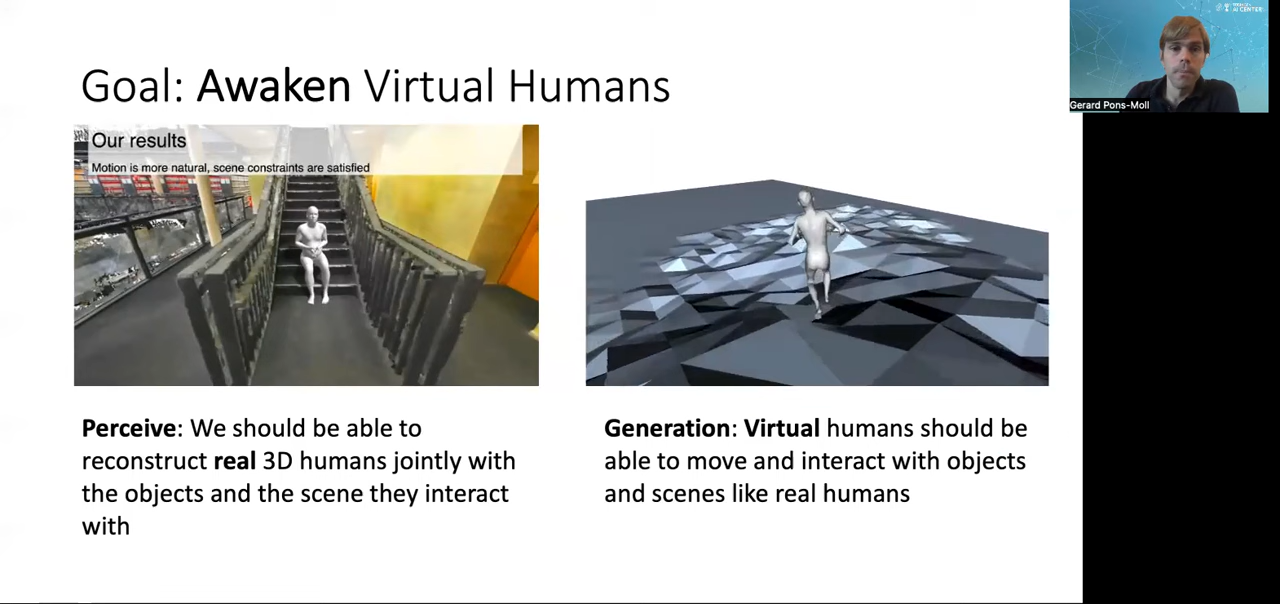 AI CENTER
Goal: Awaken Virtual Humans
Gerard Pons-Moll
Our results
Motion is more natural, scene constraints are satisfied
Perceive: We should be able to
reconstruct real 3D humans jointly with
the objects and the scene they interact
with
Generation: Virtual humans should be
able to move and interact with objects
and scenes like real humans